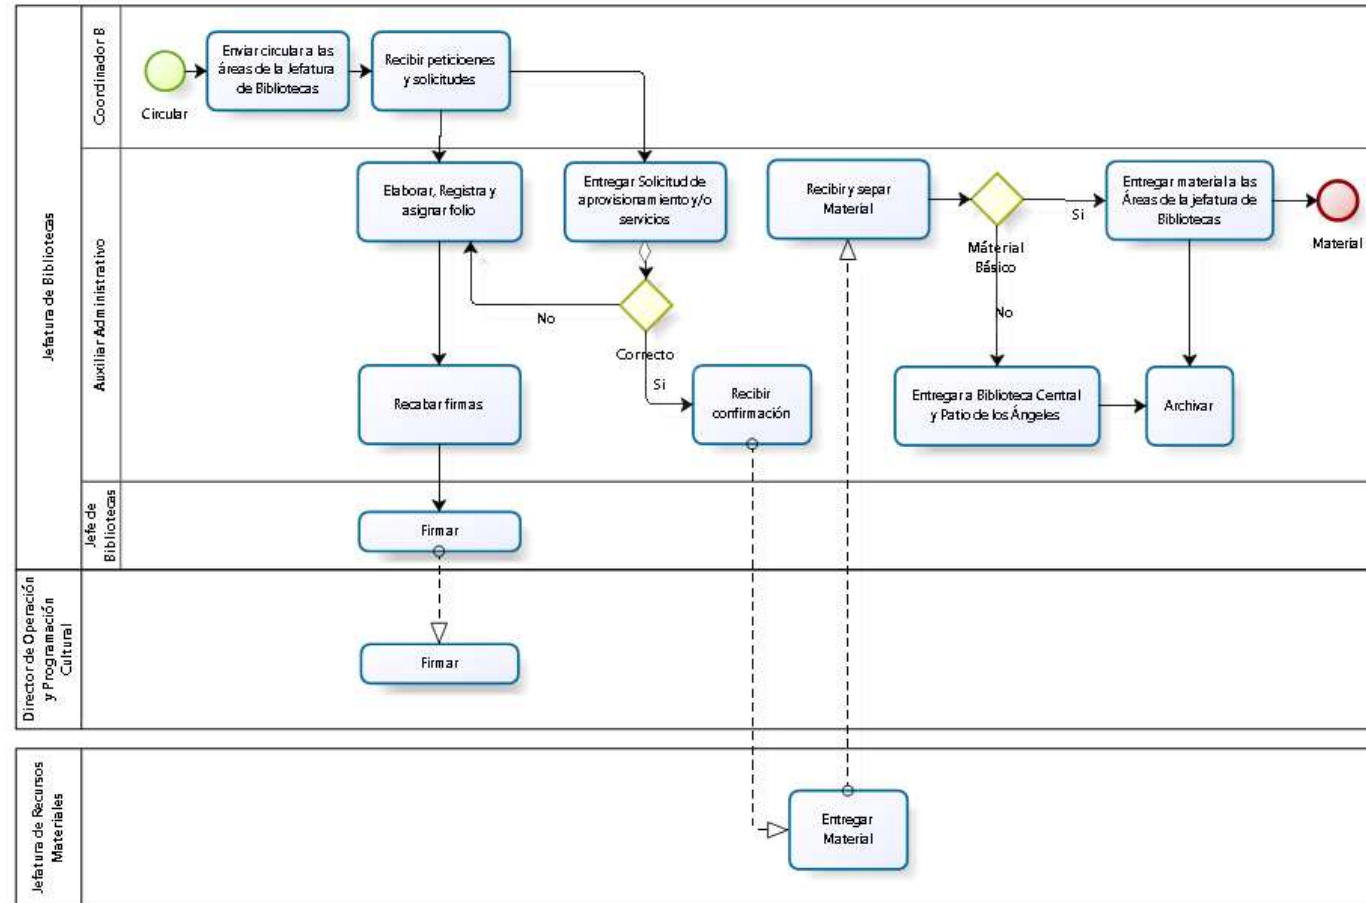 Jefatura de Bibliotecas
Coordinador B
Circular
Enviar circular a las
áreas de la Jefatura
de Bibliotecas
Recibir peticioenes
y solicitudes
Auxiliar Administrativo
Elaborar, Registra y
asignar folio
Entregar Solicitud de
aprovisionamiento y/o
servicios
Recibir y separ
Material
Material
Básico
Si
Entregar material a las
Áreas de la jefatura de
Bibliotecas
Material
No
Correcto
No
Si
Recabar firmas
Recibir
confirmación
Entregar a Biblioteca Central
y Patio de los Ángeles
Archivar
Jefe de
Bibliotecas
Firmar
Director de Operación
y Programación
Cultural
Firmar
Jefatura de Recursos
Materiales
Entregar
Material